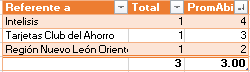 Referente a Total PromAbi
Intelisis 1 4
Tarjetas Club del Ahorro 1 3
Región Nuevo León Orient 1 2
3 3.00